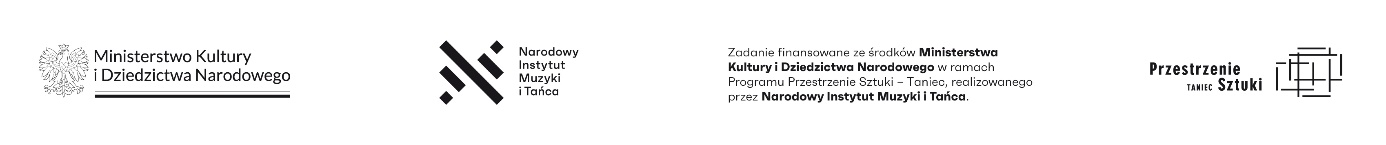 Ministerstwo Kultury
i Dziedzictwa Narodowego
Narodowy
Instytut
Muzyki
i Tańca
Zadanie finansowane ze środków Ministerstwa
Kultury i Dziedzictwa Narodowego w ramach
Programu Przestrzenie Sztuki – Taniec, realizowanego
przez Narodowy Instytut Muzyki i Tańca.
Przestrzenie
TANIEC Sztuki